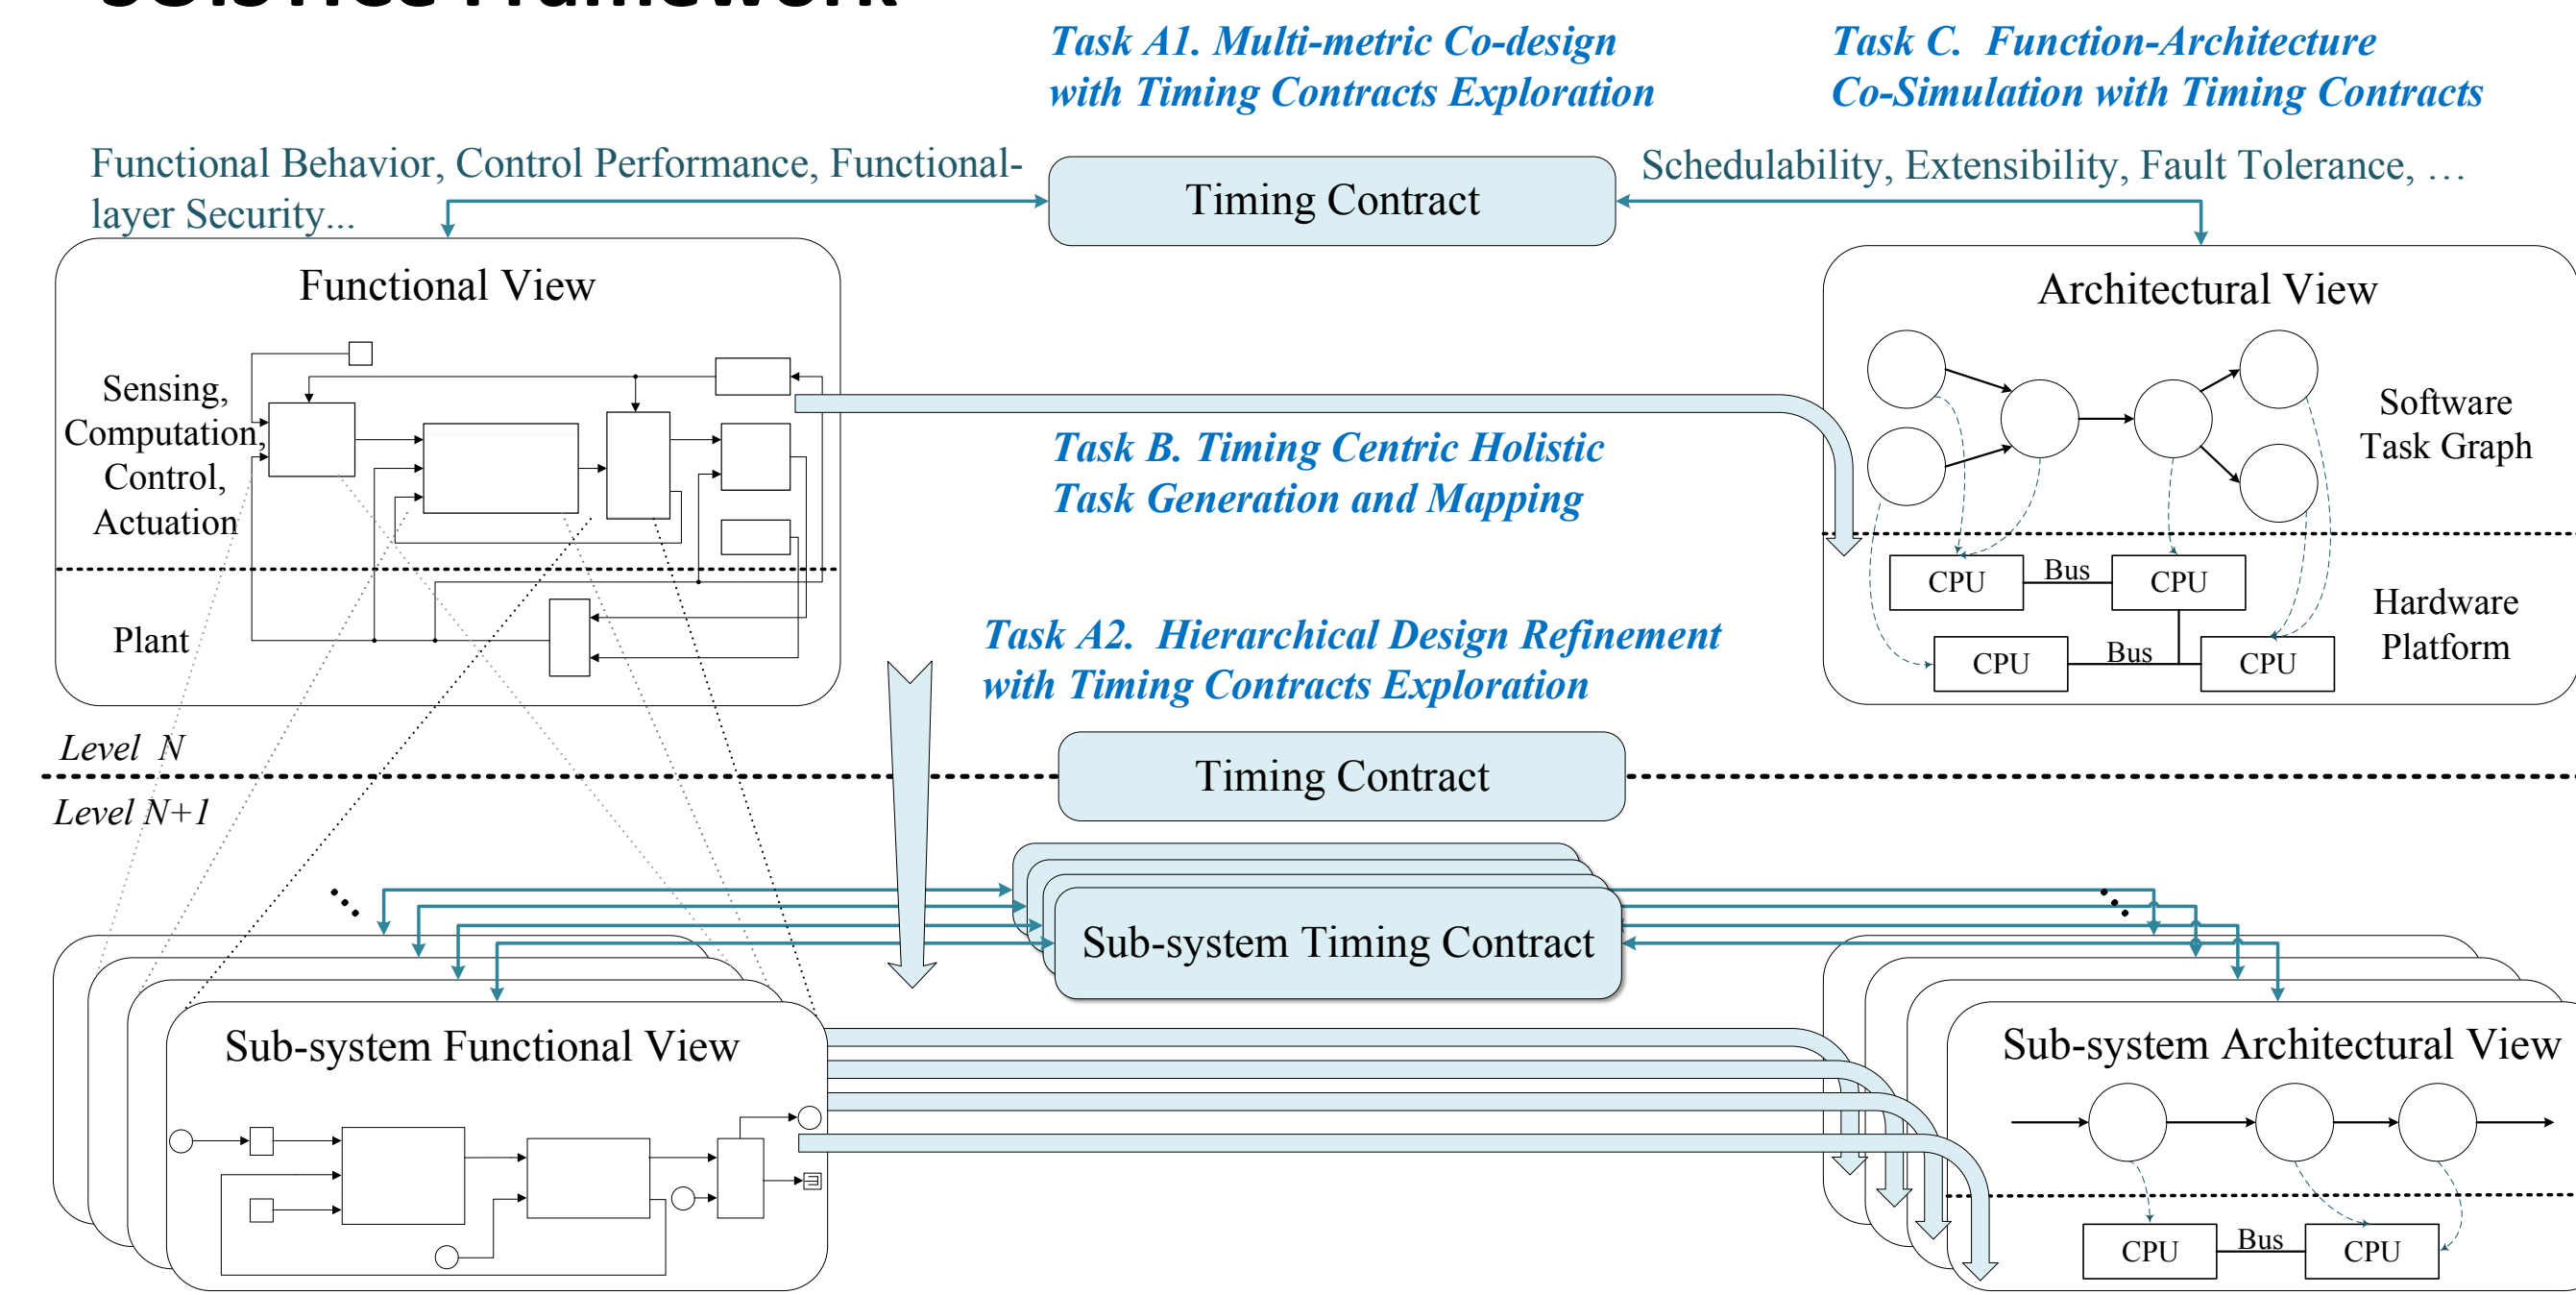 Framework
Task A1. Multi-metric Co-design
with Timing Contracts Exploration
Task C. Function-Architecture
Co-Simulation with Timing Contracts
Functional Behavior, Control Performance, Functional-
layer Security...
Timing Contract
Schedulability, Extensibility, Fault Tolerance, …
Functional View
Sensing,
Computation,
Control,
Actuation
Plant
Architectural View
Software
Task Graph
CPU
Bus
CPU
CPU
Bus
CPU
Hardware
Platform
Task B. Timing Centric Holistic
Task Generation and Mapping
Task A2. Hierarchical Design Refinement
with Timing Contracts Exploration
Level N
Timing Contract
Level N+1
Sub-system Timing Contract
Sub-system Functional View
Sub-system Architectural View
CPU
Bus
CPU